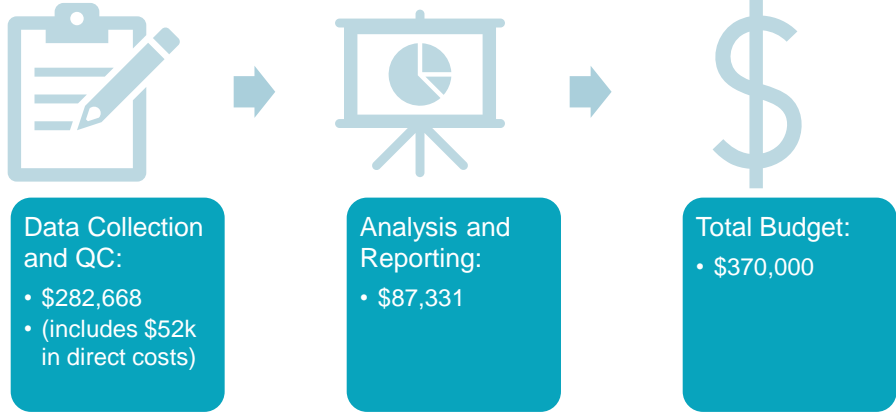 Data Collection
and QC:
• $282,668
• (includes $52k
in direct costs)
Analysis and
Reporting:
• $87,331
Total Budget:
• $370,000